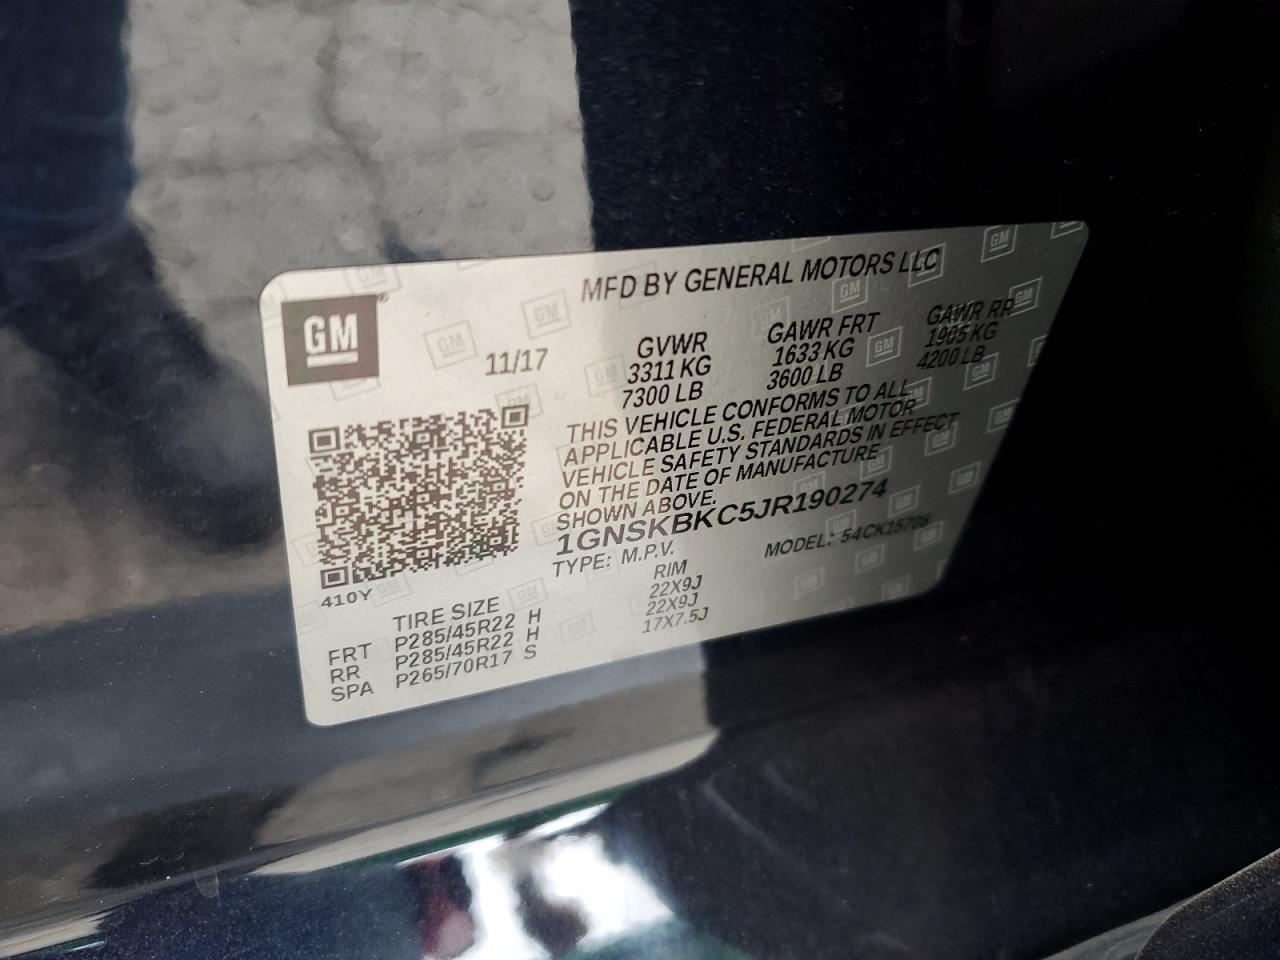 MFD BY GENERAL MOTORS LLC
GM
11/17
GVWR
3311 KG
7300 LB
GAWR FRT
1633 KG
3600 LB
GAWR RR
1905 KG
4200 LB
THIS VEHICLE CONFORMS TO ALL
APPLICABLE U.S. FEDERAL MOTOR
VEHICLE SAFETY STANDARDS IN EFFECT
ON THE DATE OF MANUFACTURE
SHOWN ABOVE.
1GNSKBKC5JR190274
TYPE: M.P.V.
MODEL: 54CK15706
410Y
TIRE SIZE RIM
FRT P285/45R22 H 22X9J
RR P285/45R22 H 22X9J
SPA P265/70R17 S 17X7.5J